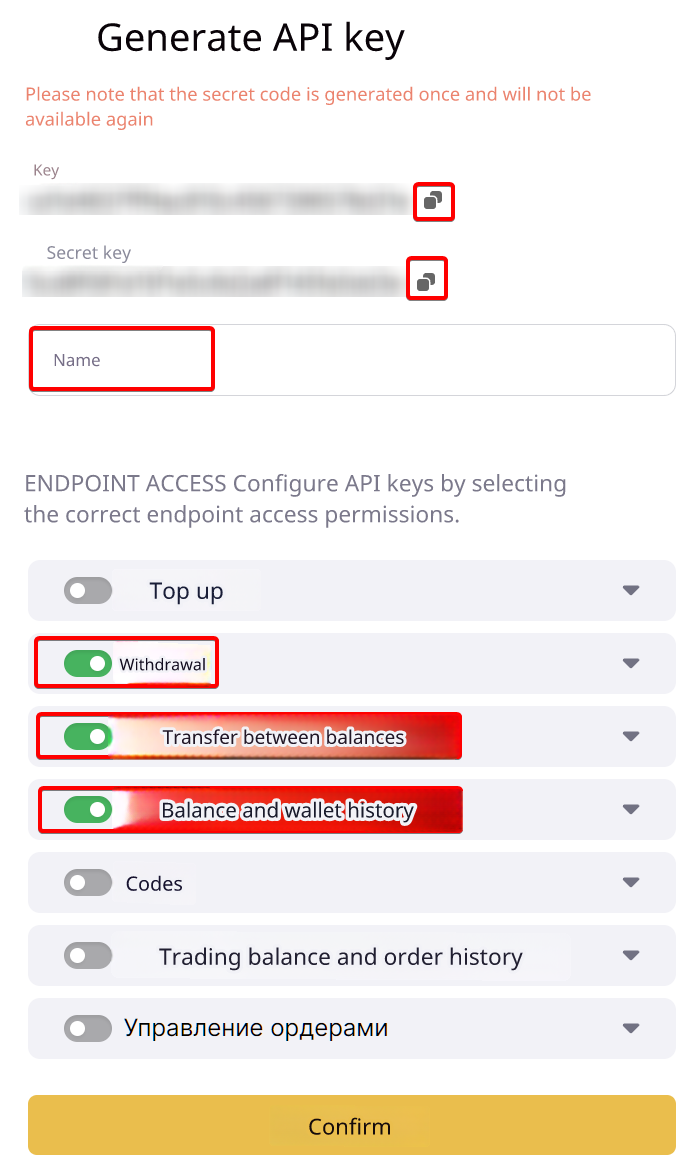 Generate API key
Please note that the secret code is generated once and will not be
available again
Key
Secret key
Name
ENDPOINT ACCESS Configure API keys by selecting
the correct endpoint access permissions.
Top up
Withdrawal
Transfer between balances
Balance and wallet history
Codes
Trading balance and order history
Управление ордерами
Confirm